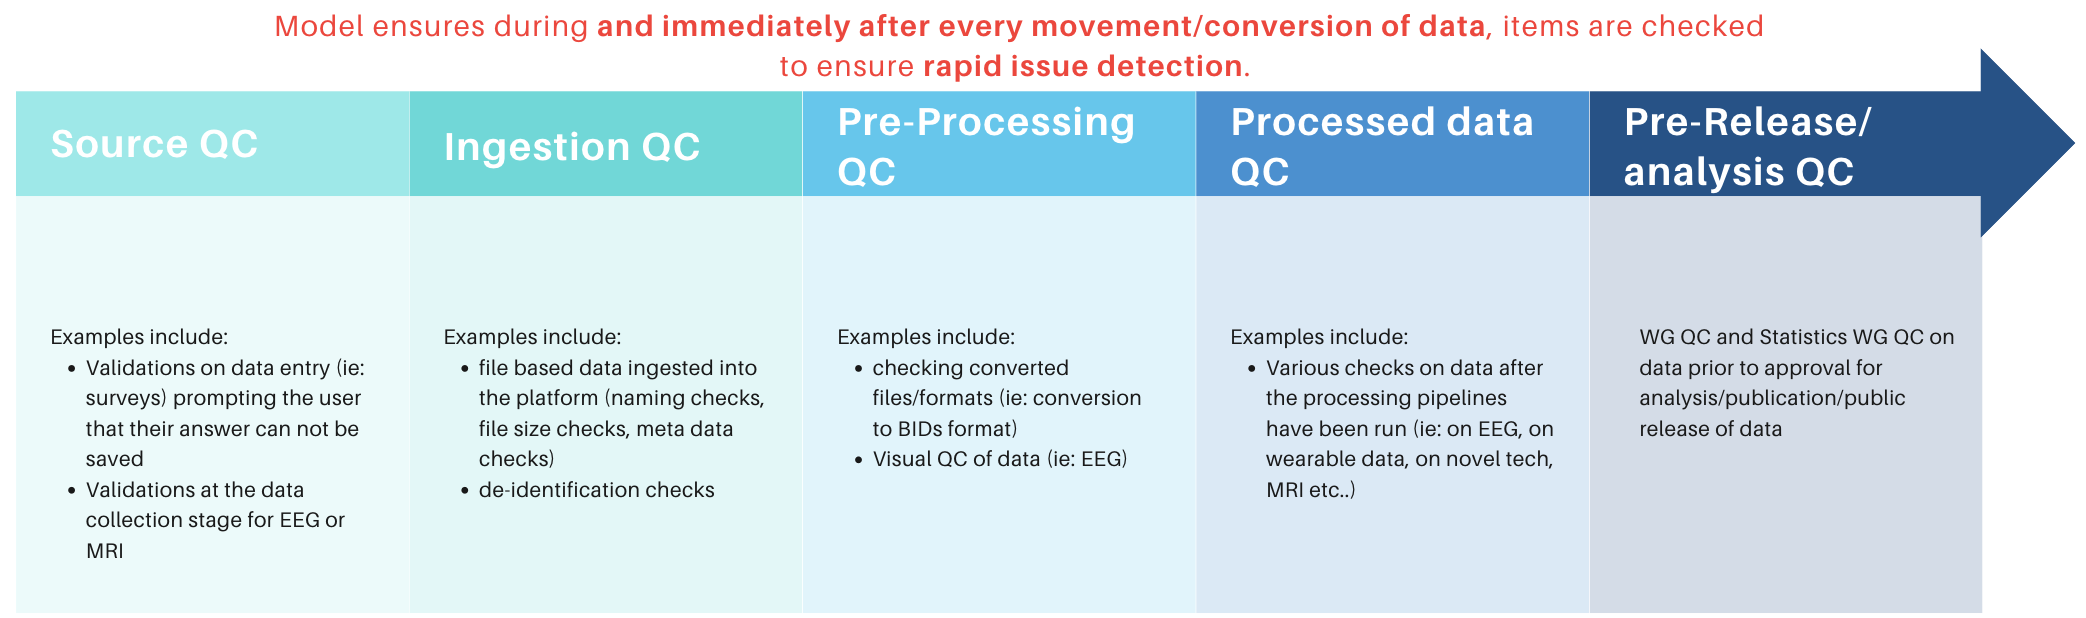 Model ensures during and immediately after every movement/conversion of data, items are checked
to ensure rapid issue detection.
Source QC
Examples include:
• Validations on data entry (ie:
surveys) prompting the user
that their answer can not be
saved
• Validations at the data
collection stage for EEG or
MRI
Ingestion QC
Examples include:
• file based data ingested into
the platform (naming checks,
file size checks, meta data
checks)
• de-identification checks
Pre-Processing
QC
Examples include:
• checking converted
files/formats (ie: conversion
to BIDs format)
• Visual QC of data (ie: EEG)
Processed data
QC
Examples include:
• Various checks on data after
the processing pipelines
have been run (ie: on EEG, on
wearable data, on novel tech,
MRI etc..)
Pre-Release/
analysis QC
WG QC and Statistics WG QC on
data prior to approval for
analysis/publication/public
release of data